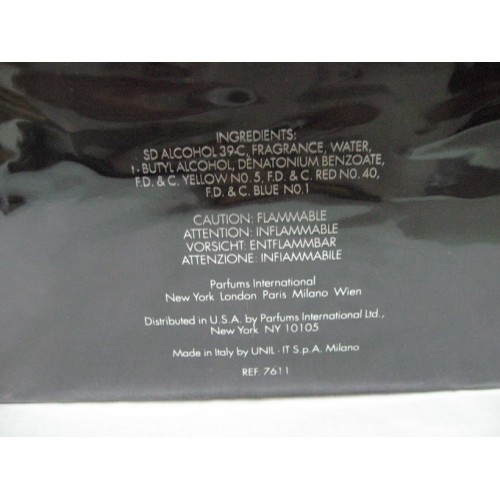 INGREDIENTS:
SD ALCOHOL 39-C, FRAGRANCE, WATER,
t-BUTYL ALCOHOL, DENATONIUM BENZOATE,
F.D. & C. YELLOW NO. 5, F.D. & C. RED NO. 40,
F.D. & C. BLUE NO.1
CAUTION: FLAMMABLE
ATTENTION: INFLAMMABLE
VORSICHT: ENTFLAMMBAR
ATTENZIONE: INFIAMMABILE
Parfums International
New York London Paris Milano Wien
Distributed in U.S.A. by Parfums International Ltd.,
New York NY 10105
Made in Italy by UNIL-IT S.p.A. Milano
REF. 7611